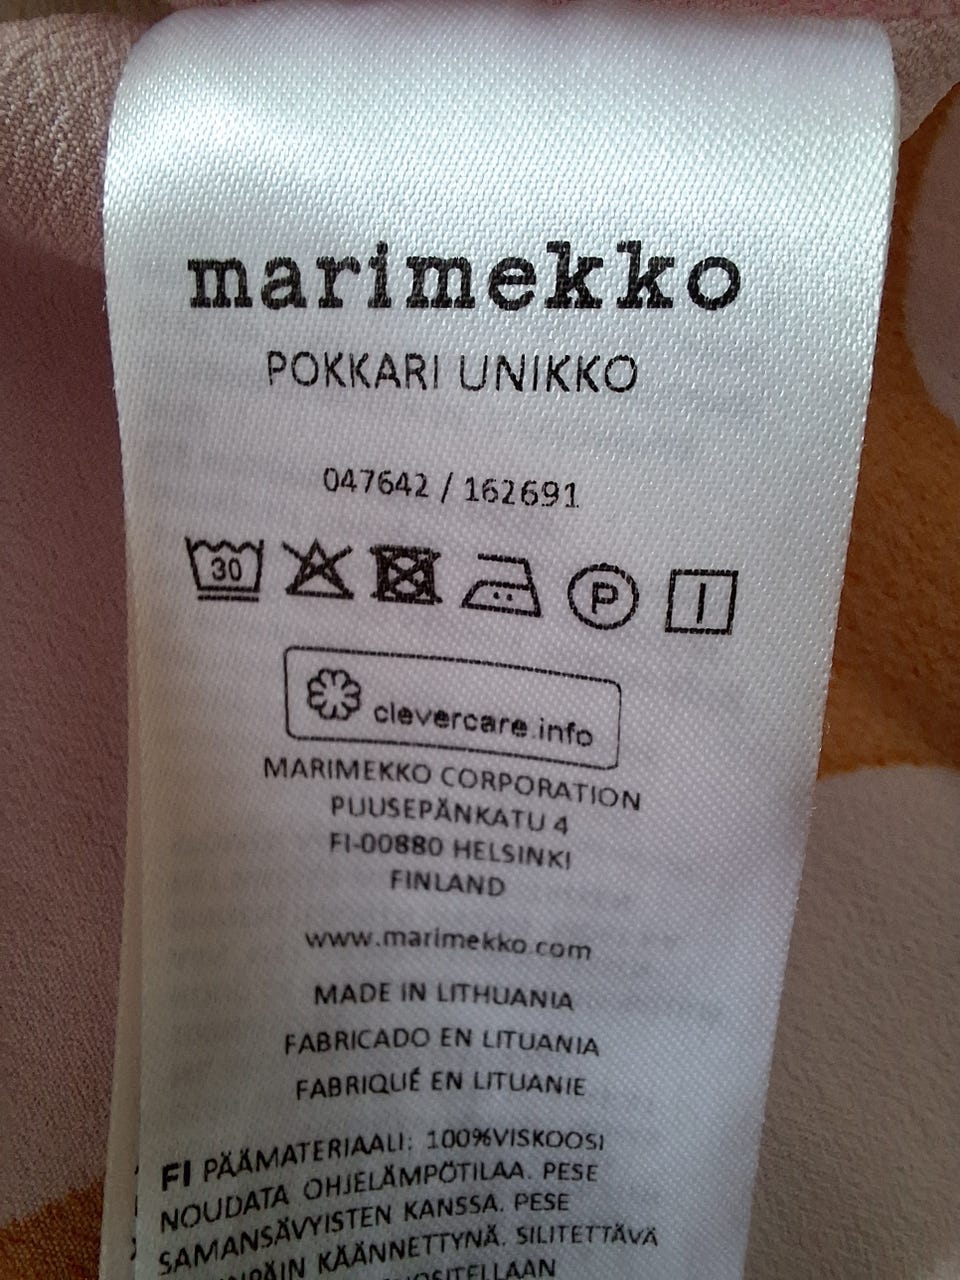 marimekko
POKKARI UNIKKO
047642 / 162691
30 P
clevercare.info
MARIMEKKO CORPORATION
PUUSEPÄNKATU 4
FI-00880 HELSINKI
FINLAND
www.marimekko.com
MADE IN LITHUANIA
FABRICADO EN LITUANIA
FABRIQUÉ EN LITUANIE
FI PÄÄMATERIAALI: 100%VISKOOSI
NOUDATA OHJELÄMPÖTILAA. PESE
SAMANSÄVYISTEN KANSSA. PESE
KÄÄNNETTYNÄ. SILITETTÄVÄ